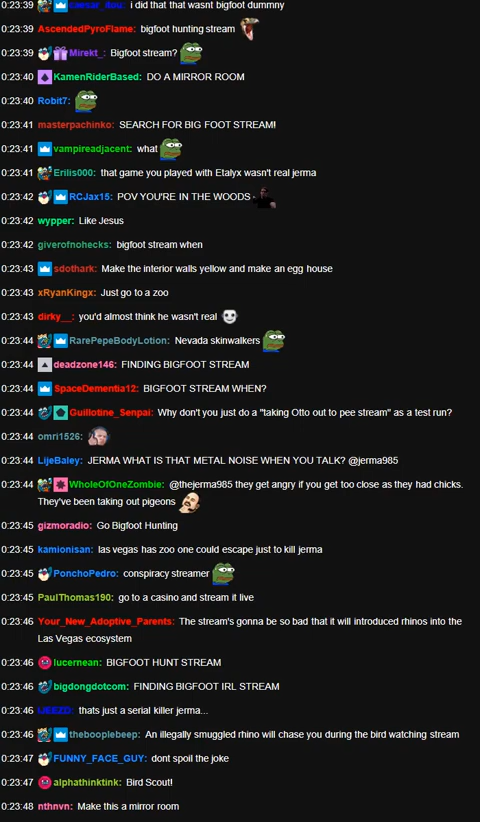 0:23:39 caesar_dou: i did that that wasnt bigfoot dummny
0:23:39 AscendedPyroFlame: bigfoot hunting stream
0:23:39 Mirekt_: Bigfoot stream?
0:23:40 KamenRiderBased: DO A MIRROR ROOM
0:23:40 Robit7:
0:23:41 masterpachinko: SEARCH FOR BIG FOOT STREAM!
0:23:41 vampireadjacent: what
0:23:41 Erilis000: that game you played with Etalyx wasn't real jerma
0:23:42 RCJax15: POV YOU'RE IN THE WOODS
0:23:42 wypper: Like Jesus
0:23:42 giverofnohecks: bigfoot stream when
0:23:43 sdothark: Make the interior walls yellow and make an egg house
0:23:43 xRyanKingx: Just go to a zoo
0:23:43 dirky__: you'd almost think he wasn't real
0:23:44 RarePepeBodyLotion: Nevada skinwalkers
0:23:44 deadzone146: FINDING BIGFOOT STREAM
0:23:44 SpaceDementia12: BIGFOOT STREAM WHEN?
0:23:44 Guillotine_Senpai: Why don't you just do a "taking Otto out to pee stream" as a test run?
0:23:44 omri1526:
0:23:44 LijeBaley: JERMA WHAT IS THAT METAL NOISE WHEN YOU TALK? @jerma985
0:23:44 WholeOfOneZombie: @thejerma985 they get angry if you get too close as they had chicks.
They've been taking out pigeons
0:23:45 gizmoradio: Go Bigfoot Hunting
0:23:45 kamionisan: las vegas has zoo one could escape just to kill jerma
0:23:45 PonchoPedro: conspiracy streamer
0:23:45 PaulThomas190: go to a casino and stream it live
0:23:46 Your_New_Adoptive_Parents: The stream's gonna be so bad that it will introduced rhinos into the
Las Vegas ecosystem
0:23:46 lucernean: BIGFOOT HUNT STREAM
0:23:46 bigdongdotcom: FINDING BIGFOOT IRL STREAM
0:23:46 thats just a serial killer jerma...
0:23:46 thebooplebeep: An illegally smuggled rhino will chase you during the bird watching stream
0:23:47 FUNNY_FACE_GUY: dont spoil the joke
0:23:47 alphathinktink: Bird Scout!
0:23:48 nthnvn: Make this a mirror room